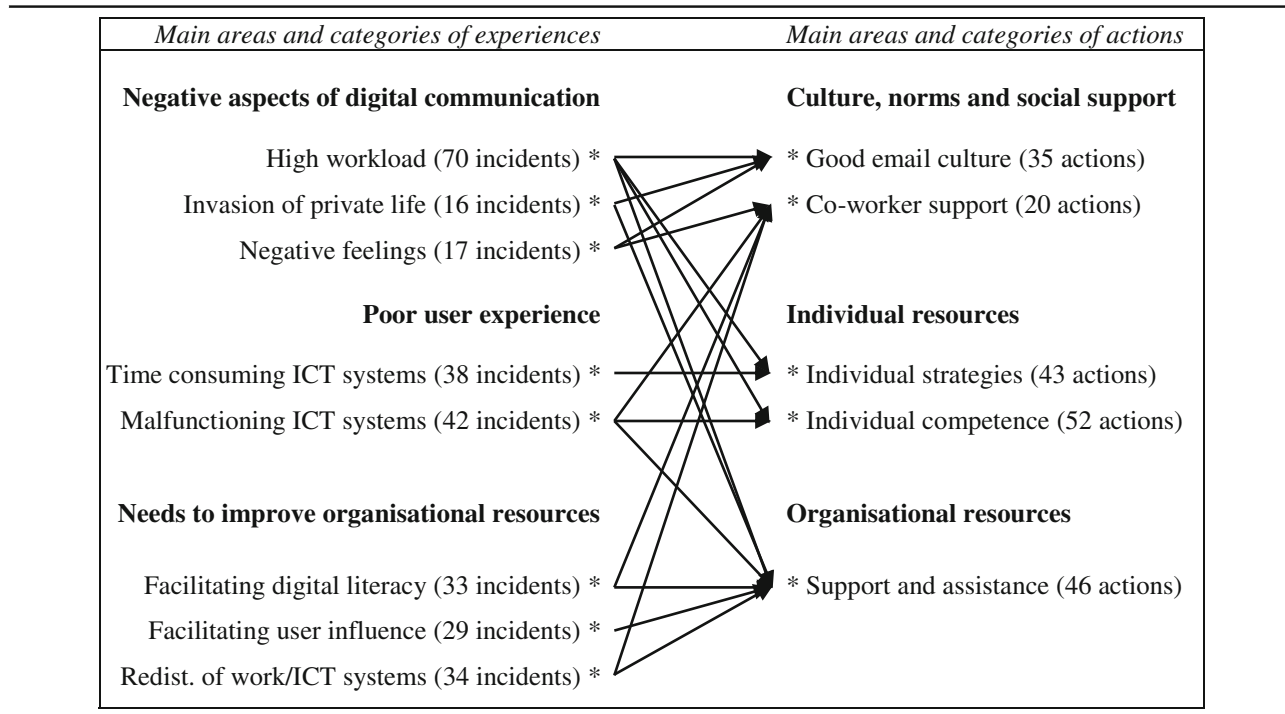 Main areas and categories of experiences Main areas and categories of actions
Negative aspects of digital communication Culture, norms and social support
High workload (70 incidents) * * Good email culture (35 actions)
Invasion of private life (16 incidents) * * Co-worker support (20 actions)
Negative feelings (17 incidents) *
Poor user experience Individual resources
Time consuming ICT systems (38 incidents) * * Individual strategies (43 actions)
Malfunctioning ICT systems (42 incidents) * * Individual competence (52 actions)
Needs to improve organisational resources Organisational resources
Facilitating digital literacy (33 incidents) * * Support and assistance (46 actions)
Facilitating user influence (29 incidents) *
Redist. of work/ICT systems (34 incidents) *